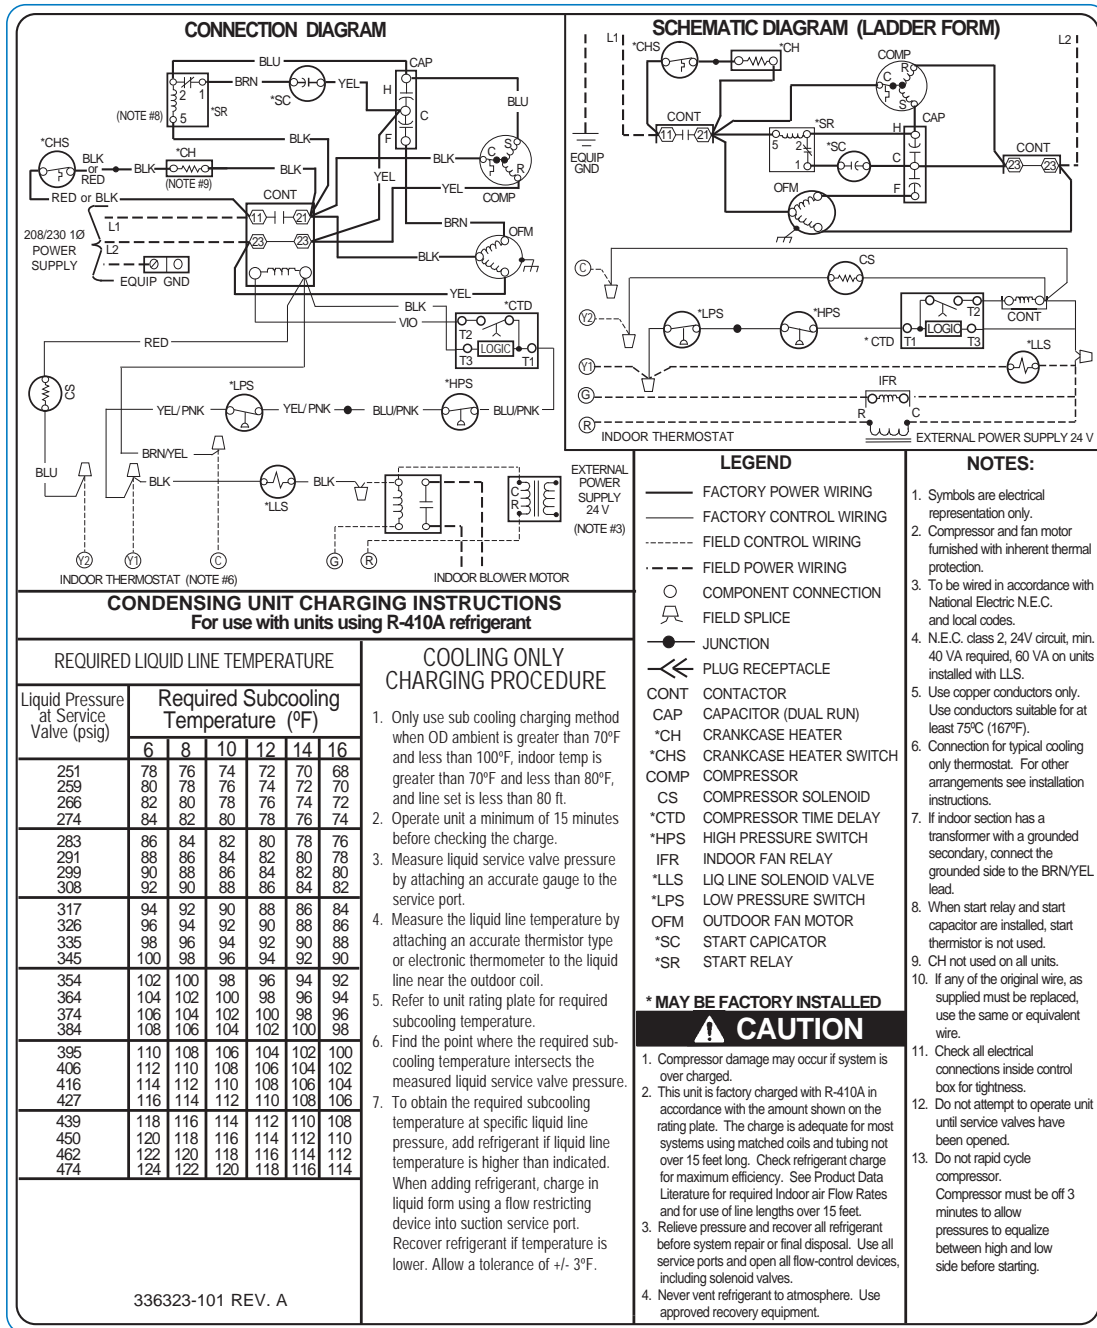 CONNECTION DIAGRAM
BLU
CAP
BRN
YEL
*SC
H
C
F
2 1
5
*SR
(NOTE #8)
BLU
BLK
*CHS
BLK
or
RED
BLK
*CH
(NOTE #9)
BLK
BLK
YEL
YEL
C
S
R
COMP
RED or BLK
CONT
11
21
23
23
L1
208/230 1Ø
POWER
SUPPLY
L2
EQUIP GND
BRN
OFM
BLK
YEL
BLK
*CTD
VIO
T2
LOGIC
T3
T1
RED
CS
*LPS
*HPS
YEL/PNK
YEL/PNK
BLU/PNK
BLU/PNK
BRN/YEL
BLU
BLK
BLK
*LLS
C
R
EXTERNAL
POWER
SUPPLY
24 V
(NOTE #3)
Y2
Y1
C
G
R
INDOOR THERMOSTAT (NOTE #6)
INDOOR BLOWER MOTOR
SCHEMATIC DIAGRAM (LADDER FORM)
L1
*CHS
*CH
L2
COMP
R
C
S
CONT
11
21
CAP
*SR
5
2
1
*SC
H
C
F
CONT
23
23
EQUIP
GND
OFM
C
CS
Y2
*LPS
*HPS
T2
CONT
LOGIC
* CTD
T1
T3
*LLS
Y1
IFR
G
R
C
R
INDOOR THERMOSTAT
EXTERNAL POWER SUPPLY 24 V
CONDENSING UNIT CHARGING INSTRUCTIONS
For use with units using R-410A refrigerant
REQUIRED LIQUID LINE TEMPERATURE
Liquid Pressure
at Service
Valve (psig)
Required Subcooling
Temperature (ºF)
6 8 10 12 14 16
251 78 76 74 72 70 68
259 80 78 76 74 72 70
266 82 80 78 76 74 72
274 84 82 80 78 76 74
283 86 84 82 80 78 76
291 88 86 84 82 80 78
299 90 88 86 84 82 80
308 92 90 88 86 84 82
317 94 92 90 88 86 84
326 96 94 92 90 88 86
335 98 96 94 92 90 88
345 100 98 96 94 92 90
354 102 100 98 96 94 92
364 104 102 100 98 96 94
374 106 104 102 100 98 96
384 108 106 104 102 100 98
395 110 108 106 104 102 100
406 112 110 108 106 104 102
416 114 112 110 108 106 104
427 116 114 112 110 108 106
439 118 116 114 112 110 108
450 120 118 116 114 112 110
462 122 120 118 116 114 112
474 124 122 120 118 116 114
336323-101 REV. A
COOLING ONLY
CHARGING PROCEDURE
1. Only use sub cooling charging method
when OD ambient is greater than 70ºF
and less than 100ºF, indoor temp is
greater than 70ºF and less than 80ºF,
and line set is less than 80 ft.
2. Operate unit a minimum of 15 minutes
before checking the charge.
3. Measure liquid service valve pressure
by attaching an accurate gauge to the
service port.
4. Measure the liquid line temperature by
attaching an accurate thermistor type
or electronic thermometer to the liquid
line near the outdoor coil.
5. Refer to unit rating plate for required
subcooling temperature.
6. Find the point where the required sub-
cooling temperature intersects the
measured liquid service valve pressure.
7. To obtain the required subcooling
temperature at specific liquid line
pressure, add refrigerant if liquid line
temperature is higher than indicated.
When adding refrigerant, charge in
liquid form using a flow restricting
device into suction service port.
Recover refrigerant if temperature is
lower. Allow a tolerance of +/- 3ºF.
LEGEND
FACTORY POWER WIRING
FACTORY CONTROL WIRING
FIELD CONTROL WIRING
FIELD POWER WIRING
COMPONENT CONNECTION
FIELD SPLICE
JUNCTION
PLUG RECEPTACLE
CONT CONTACTOR
CAP CAPACITOR (DUAL RUN)
*CH CRANKCASE HEATER
*CHS CRANKCASE HEATER SWITCH
COMP COMPRESSOR
CS COMPRESSOR SOLENOID
*CTD COMPRESSOR TIME DELAY
*HPS HIGH PRESSURE SWITCH
IFR INDOOR FAN RELAY
*LLS LIQ LINE SOLENOID VALVE
*LPS LOW PRESSURE SWITCH
OFM OUTDOOR FAN MOTOR
*SC START CAPICATOR
*SR START RELAY
* MAY BE FACTORY INSTALLED
CAUTION
1. Compressor damage may occur if system is
over charged.
2. This unit is factory charged with R-410A in
accordance with the amount shown on the
rating plate. The charge is adequate for most
systems using matched coils and tubing not
over 15 feet long. Check refrigerant charge
for maximum efficiency. See Product Data
Literature for required Indoor air Flow Rates
and for use of line lengths over 15 feet.
3. Relieve pressure and recover all refrigerant
before system repair or final disposal. Use all
service ports and open all flow-control devices,
including solenoid valves.
4. Never vent refrigerant to atmosphere. Use
approved recovery equipment.
NOTES:
1. Symbols are electrical
representation only.
2. Compressor and fan motor
furnished with inherent thermal
protection.
3. To be wired in accordance with
National Electric N.E.C.
and local codes.
4. N.E.C. class 2, 24V circuit, min.
40 VA required, 60 VA on units
installed with LLS.
5. Use copper conductors only.
Use conductors suitable for at
least 75ºC (167ºF).
6. Connection for typical cooling
only thermostat. For other
arrangements see installation
instructions.
7. If indoor section has a
transformer with a grounded
secondary, connect the
grounded side to the BRN/YEL
lead.
8. When start relay and start
capacitor are installed, start
thermistor is not used.
9. CH not used on all units.
10. If any of the original wire, as
supplied must be replaced,
use the same or equivalent
wire.
11. Check all electrical
connections inside control
box for tightness.
12. Do not attempt to operate unit
until service valves have
been opened.
13. Do not rapid cycle
compressor.
Compressor must be off 3
minutes to allow
pressures to equalize
between high and low
side before starting.